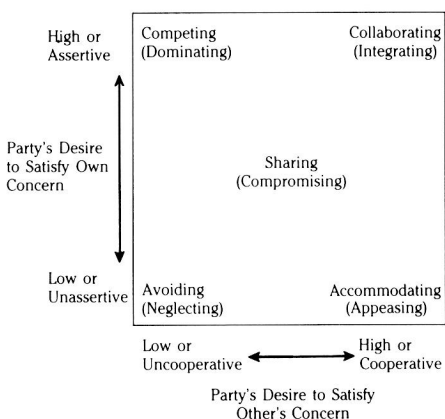 High or
Assertive
Competing
(Dominating)
Collaborating
(Integrating)
Party's Desire
to Satisfy Own
Concern
Sharing
(Compromising)
Low or
Unassertive
Avoiding
(Neglecting)
Accommodating
(Appeasing)
Low or
Uncooperative
High or
Cooperative
Party's Desire to Satisfy
Other's Concern